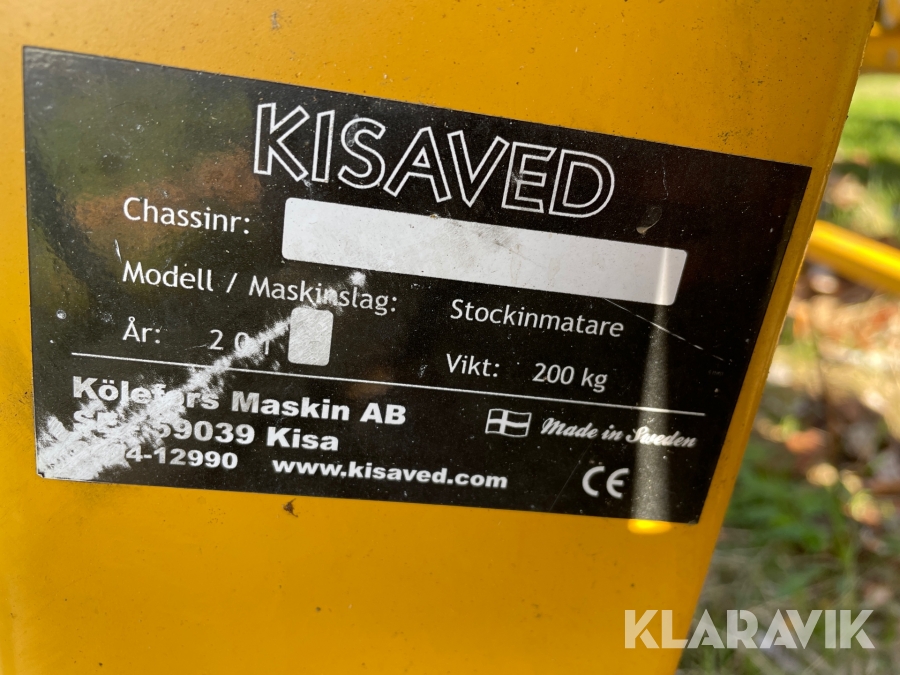 KISAVED
Chassinr:
Modell / Maskinslag: Stockinmatare
År: 201 Vikt: 200 kg
Kölefors Maskin AB
59039 Kisa Made in Sweden
4-12990 www.kisaved.com CE
KLARAVIK